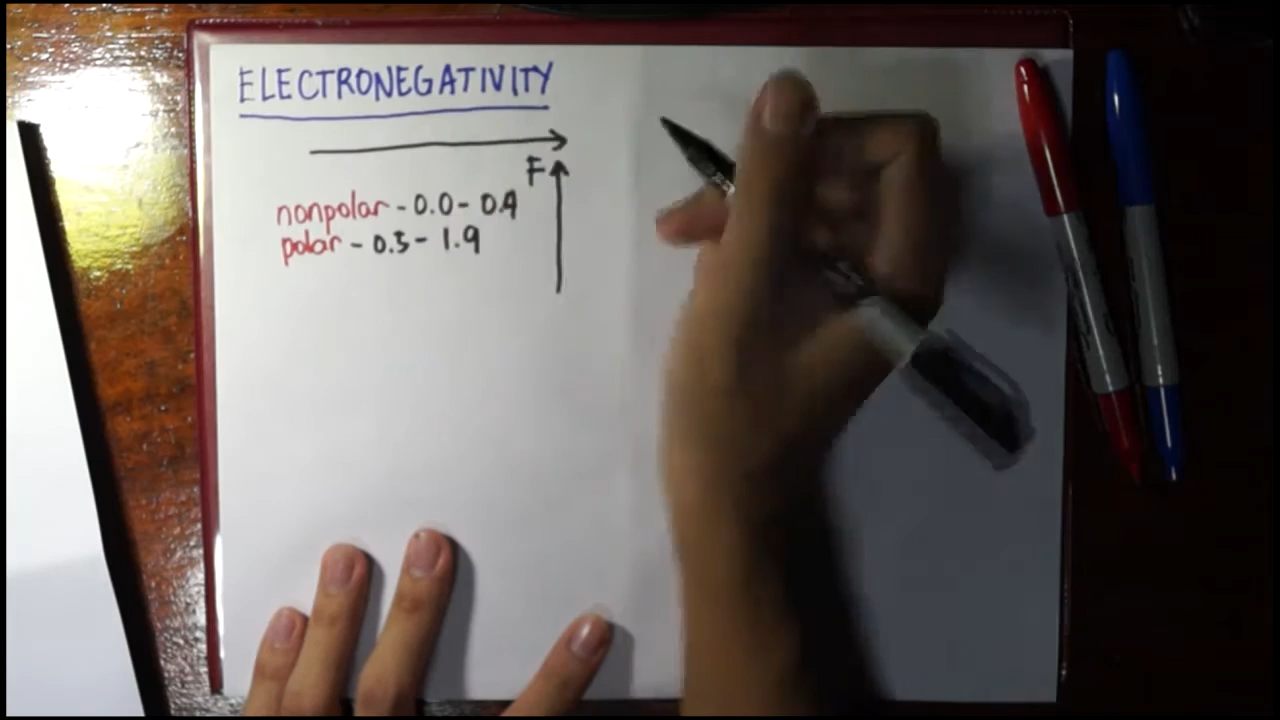 ELECTRONEGATIVITY
F
nonpolar - 0.0 - 0.4
polar - 0.5 - 1.9